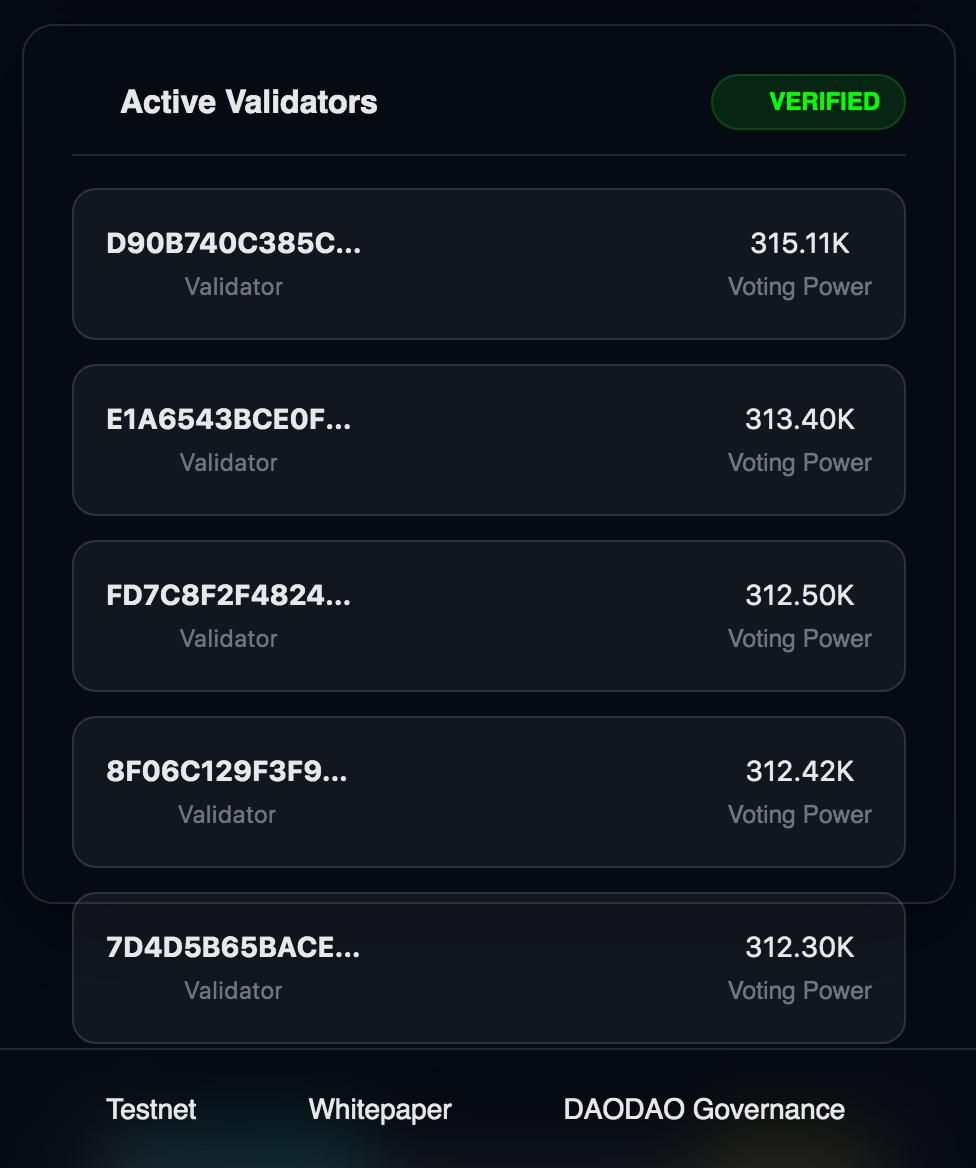 Active Validators
VERIFIED
D90B740C385C...
315.11K
Validator
Voting Power
E1A6543BCE0F...
313.40K
Validator
Voting Power
FD7C8F2F4824...
312.50K
Validator
Voting Power
8F06C129F3F9...
312.42K
Validator
Voting Power
7D4D5B65BACE...
312.30K
Validator
Voting Power
Testnet
Whitepaper
DAODAO Governance